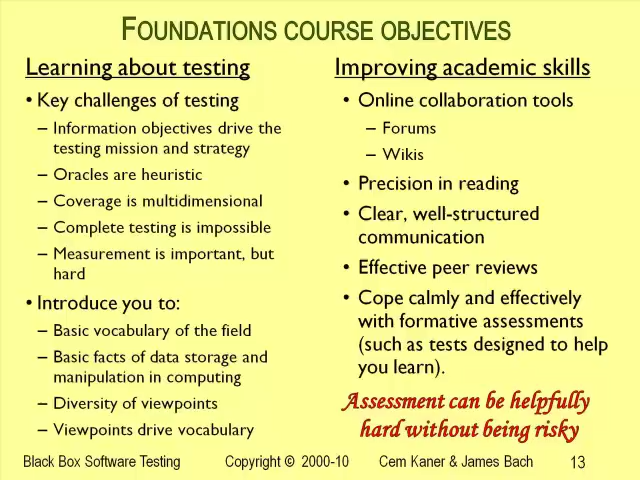 FOUNDATIONS COURSE OBJECTIVES
Learning about testing
• Key challenges of testing
– Information objectives drive the
testing mission and strategy
– Oracles are heuristic
– Coverage is multidimensional
– Complete testing is impossible
– Measurement is important, but
hard
• Introduce you to:
– Basic vocabulary of the field
– Basic facts of data storage and
manipulation in computing
– Diversity of viewpoints
– Viewpoints drive vocabulary
Improving academic skills
• Online collaboration tools
– Forums
– Wikis
• Precision in reading
• Clear, well-structured
communication
• Effective peer reviews
• Cope calmly and effectively
with formative assessments
(such as tests designed to help
you learn).
Assessment can be helpfully
hard without being risky
Black Box Software Testing Copyright © 2000-10 Cem Kaner & James Bach 13